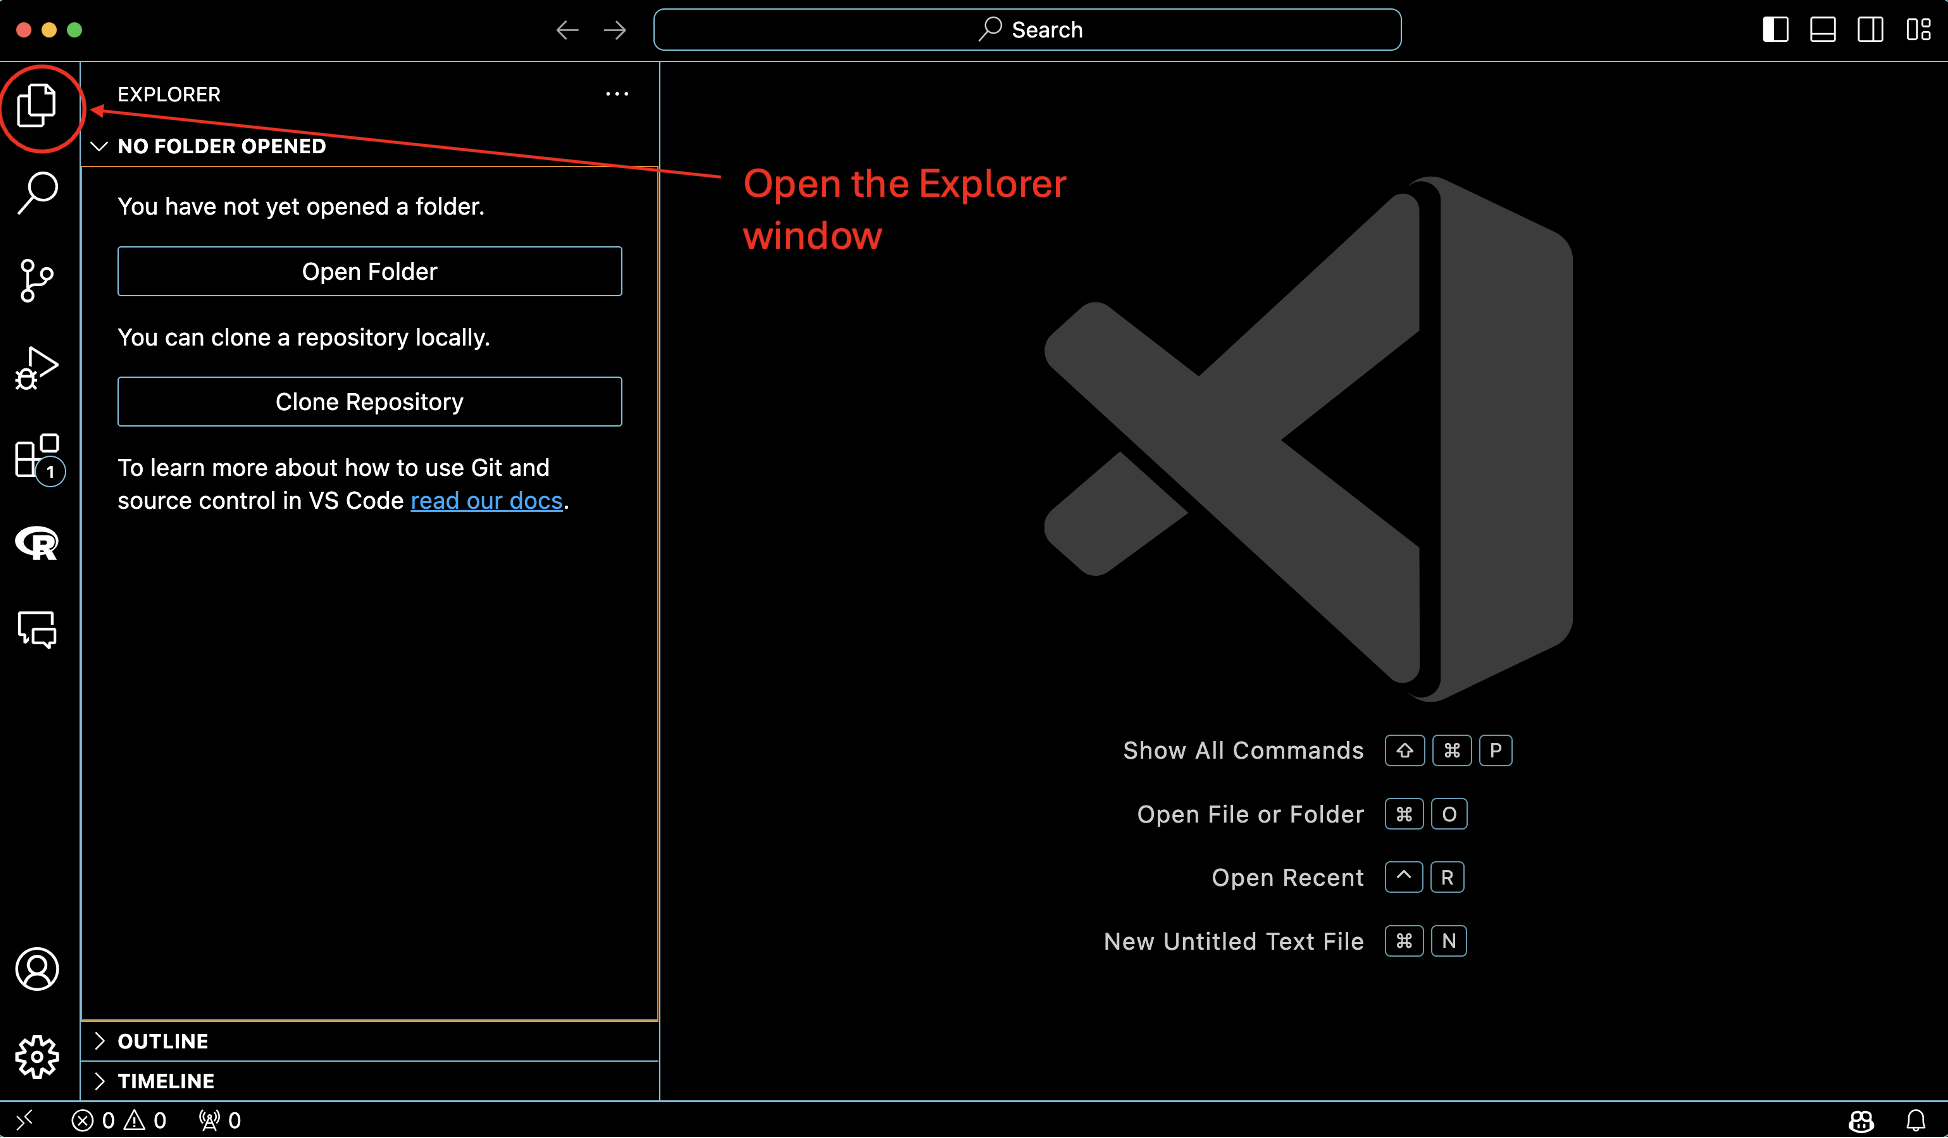 Search
EXPLORER
NO FOLDER OPENED
You have not yet opened a folder.
Open Folder
You can clone a repository locally.
Clone Repository
To learn more about how to use Git and
source control in VS Code read our docs.
1
R
Open the Explorer
window
Show All Commands ⇧ ⌘ P
Open File or Folder ⌘ O
Open Recent ^ R
New Untitled Text File ⌘ N
OUTLINE
TIMELINE
0 0 0